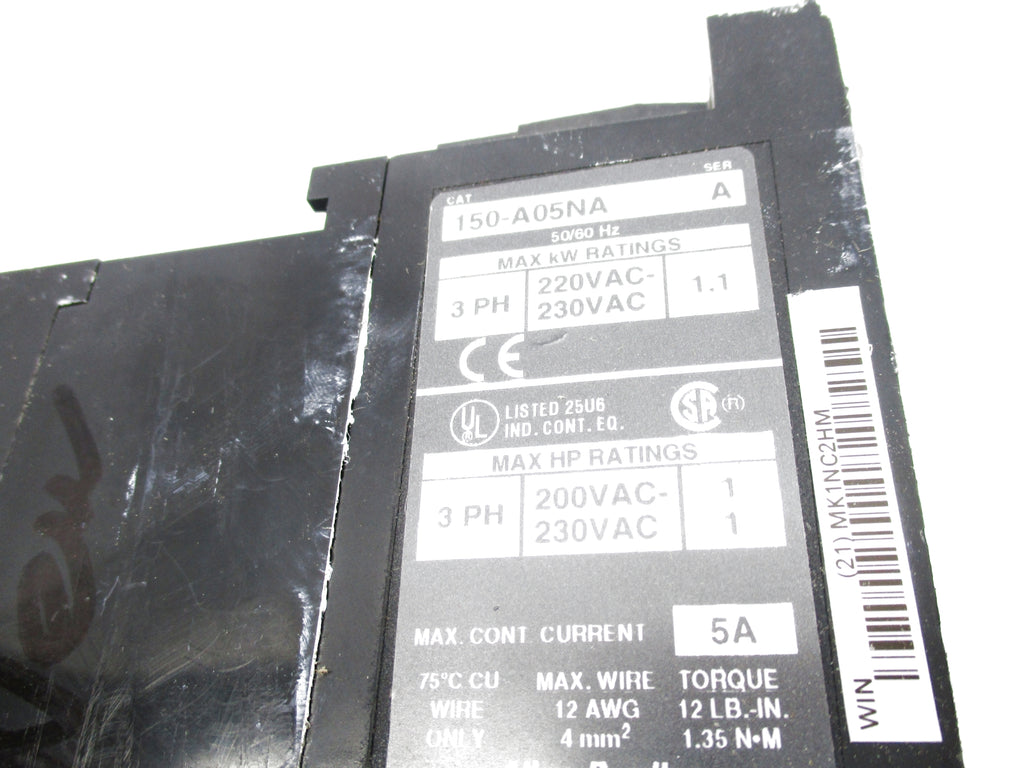 CAT SER
150-A05NA A
50/60 Hz
MAX kW RATINGS
3 PH 220VAC- 1.1
230VAC
CE
UL ® LISTED 25U6 SA (R)
IND. CONT. EQ.
MAX HP RATINGS
3 PH 200VAC- 1
230VAC 1
MAX. CONT CURRENT 5A
75°C CU MAX. WIRE TORQUE
WIRE 12 AWG 12 LB.-IN.
ONLY 4 mm² 1.35 N•M
(21) MK1NC2HM
WIN